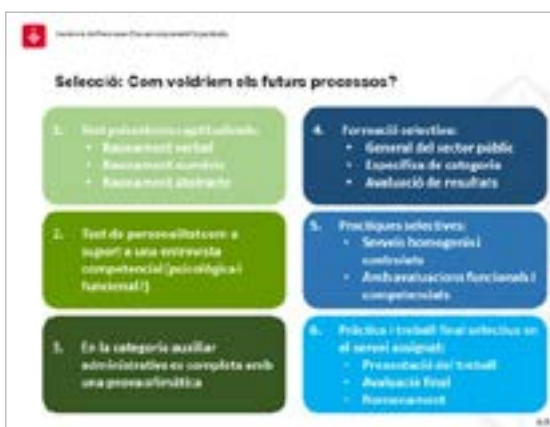 Selecció: Com voldríem els futurs processos?
1. Test psicotècnics aptitudinals:
• Raonament verbal
• Raonament numèric
• Raonament abstracte
2. Test de personalitat com a
suport a una entrevista
competencial (psicològica i
funcional?)
3. En la categoria auxiliar
administratiu es completa amb
una prova ofimàtica
4. Formació selectiva:
• General del sector públic
• Específica de categoria
• Avaluació de resultats
5. Pràctiques selectives:
• Serveis homogenis i
controlats
• Amb avaluacions funcionals i
competencials
6. Pràctica i treball final selectius en
el servei assignat:
• Presentació del treball
• Avaluació final
• Nomenament